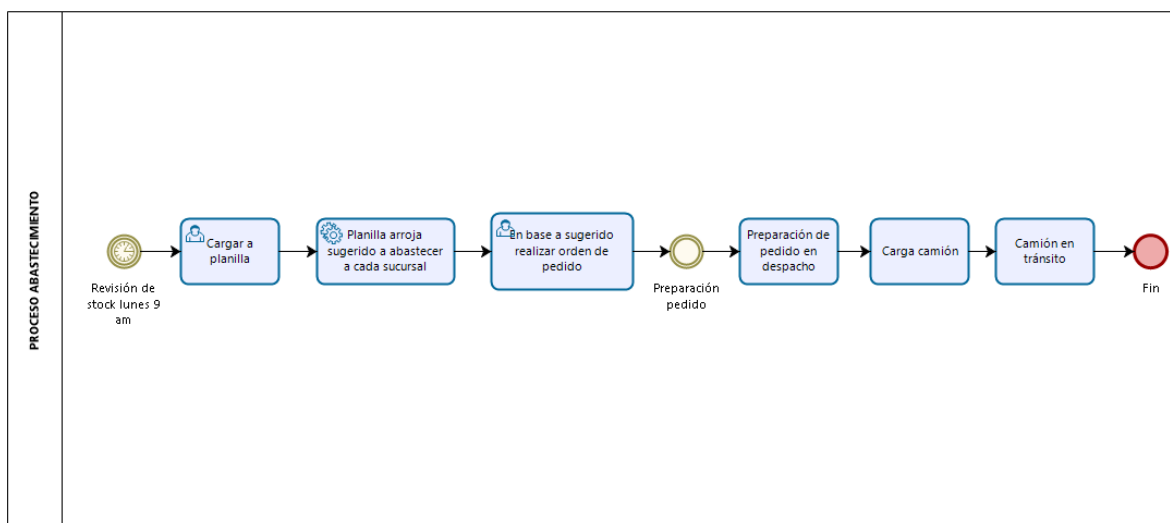 PROCESO ABASTECIMIENTO
Revisión de
stock lunes 9
am
Cargar a
planilla
Planilla arroja
sugerido a abastecer
a cada sucursal
En base a sugerido
realizar orden de
pedido
Preparación
pedido
Preparación de
pedido en
despacho
Carga camión
Camión en
tránsito
Fin